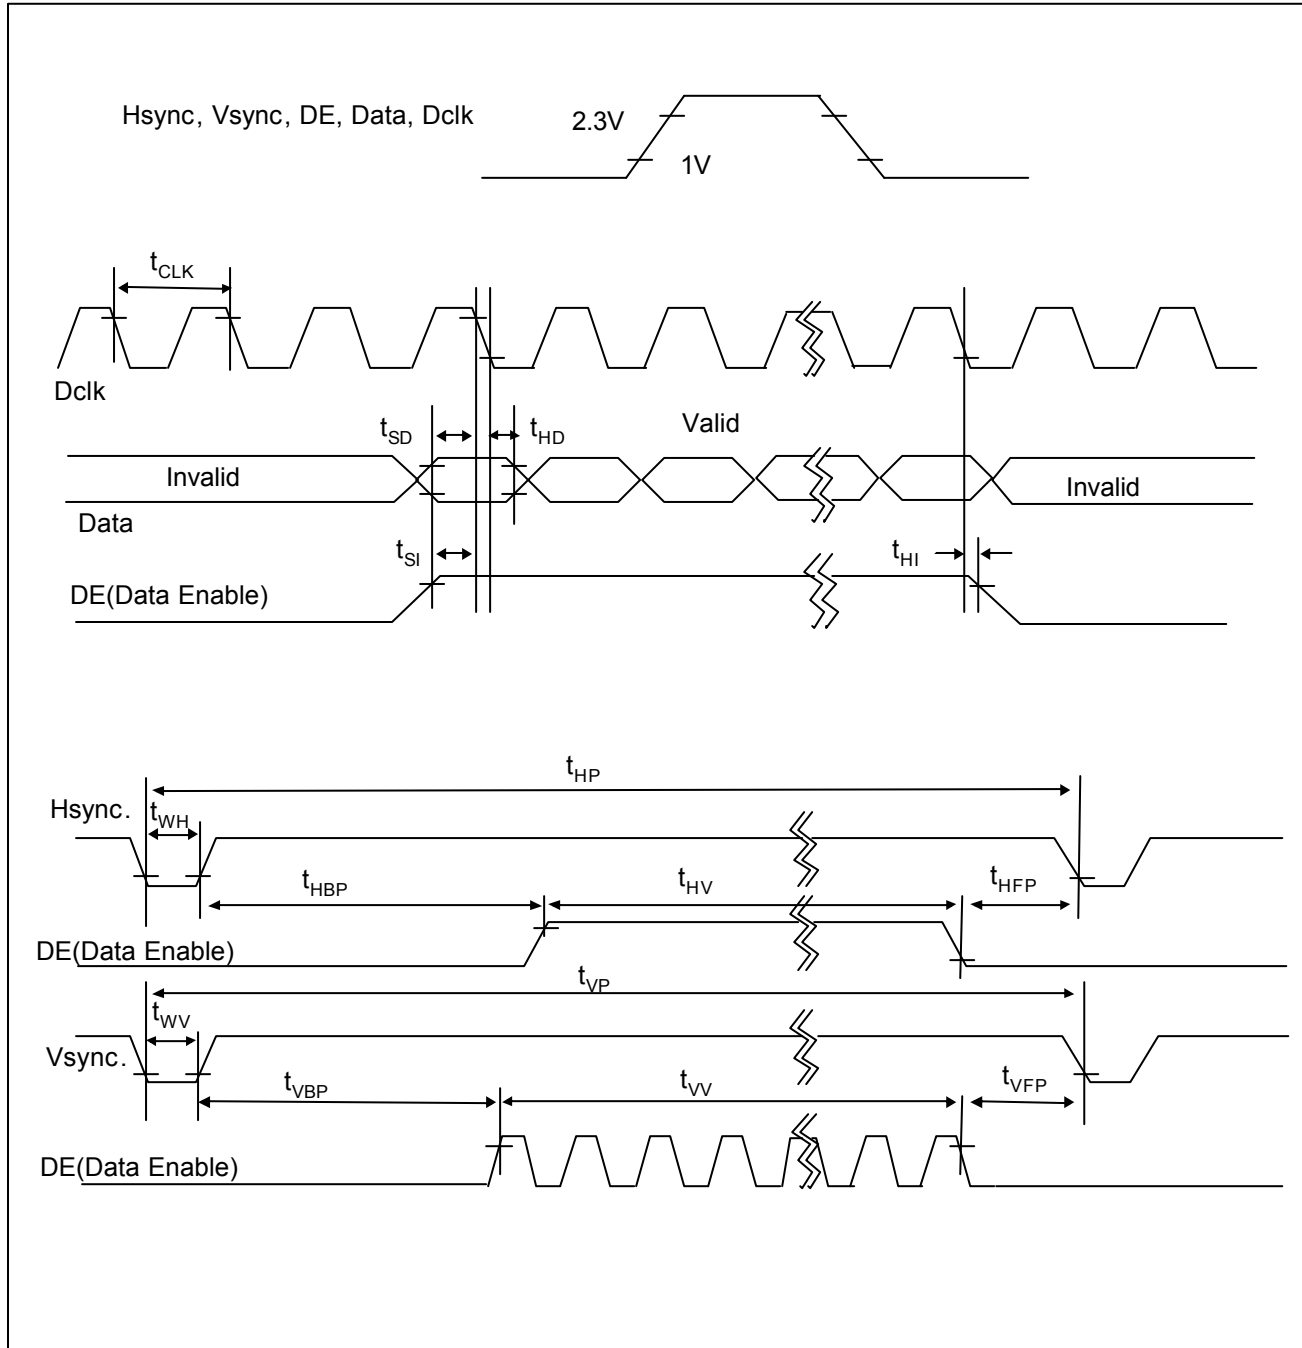 Hsync, Vsync, DE, Data, Dclk
2.3V
1V
tCLK
Dclk
tSD
tHD
Valid
Invalid
Invalid
Data
tSI
tHI
DE(Data Enable)
tHP
Hsync.
tWH
tHBP
tHV
tHFP
DE(Data Enable)
tVP
tWV
Vsync.
tVBP
tVV
tVFP
DE(Data Enable)